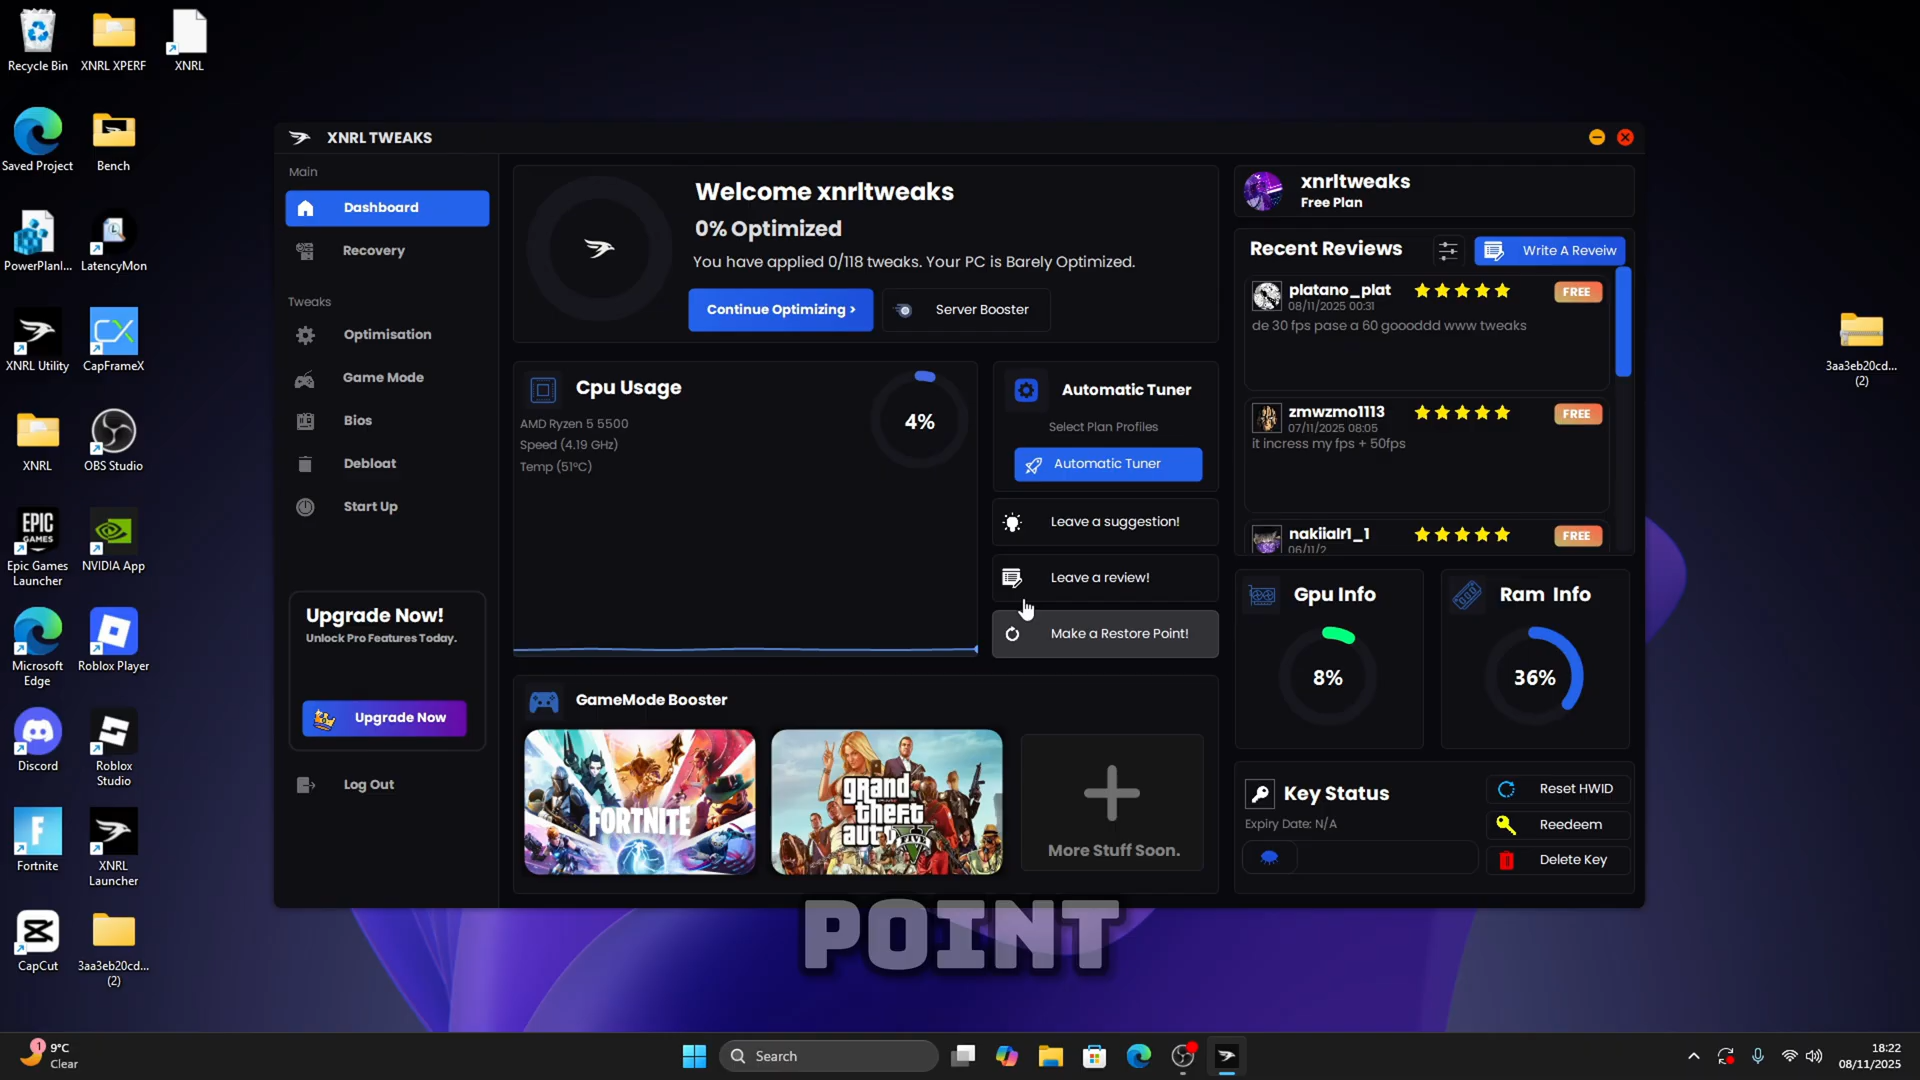 Recycle Bin
XNRL XPERF
XNRL
Saved Project
Bench
PowerPlanI...
LatencyMon
XNRL Utility
CapFrameX
XNRL
OBS Studio
EPIC
GAMES
Epic Games
Launcher
NVIDIA App
Microsoft
Edge
Roblox Player
Discord
Roblox
Studio
Fortnite
XNRL
Launcher
CapCut
3aa3eb20cd...
(2)
XNRL TWEAKS
Main
Dashboard
Recovery
Tweaks
Optimisation
Game Mode
Bios
Debloat
Start Up
Upgrade Now!
Unlock Pro Features Today.
Upgrade Now
Log Out
Welcome xnrltweaks
0% Optimized
You have applied 0/118 tweaks. Your PC is Barely Optimized.
Continue Optimizing >
Server Booster
Cpu Usage
AMD Ryzen 5 5500
Speed (4.19 GHz)
Temp (51°C)
4%
Automatic Tuner
Select Plan Profiles
Automatic Tuner
Leave a suggestion!
Leave a review!
Make a Restore Point!
GameMode Booster
FORTNITE
grand
theft
auto
FIVE
More Stuff Soon.
xnrltweaks
Free Plan
Recent Reviews
Write A Reveiw
platano_plat
FREE
08/11/2025 00:31
de 30 fps pase a 60 goooddd www tweaks
zmwzmo1113
FREE
07/11/2025 08:05
it incress my fps + 50fps
nakiialr1_1
FREE
06/11/2
Gpu Info
8%
Ram Info
36%
Key Status
Expiry Date: N/A
Reset HWID
Reedeem
Delete Key
3aa3eb20cd...
(2)
POINT
1
9°C
Clear
Search
18:22
08/11/2025